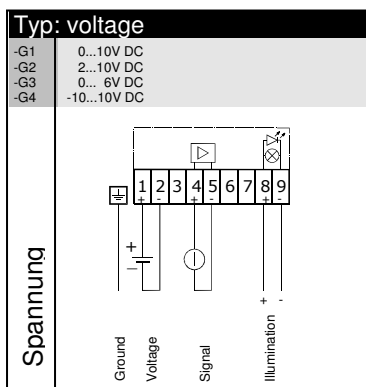 Typ: voltage
-G1 0...10V DC
-G2 2...10V DC
-G3 0... 6V DC
-G4 -10...10V DC
1 2 3 4 5 6 7 8 9
+ - + - + -
+
–
+ -
Spannung
Ground
Voltage
Signal
Illumination